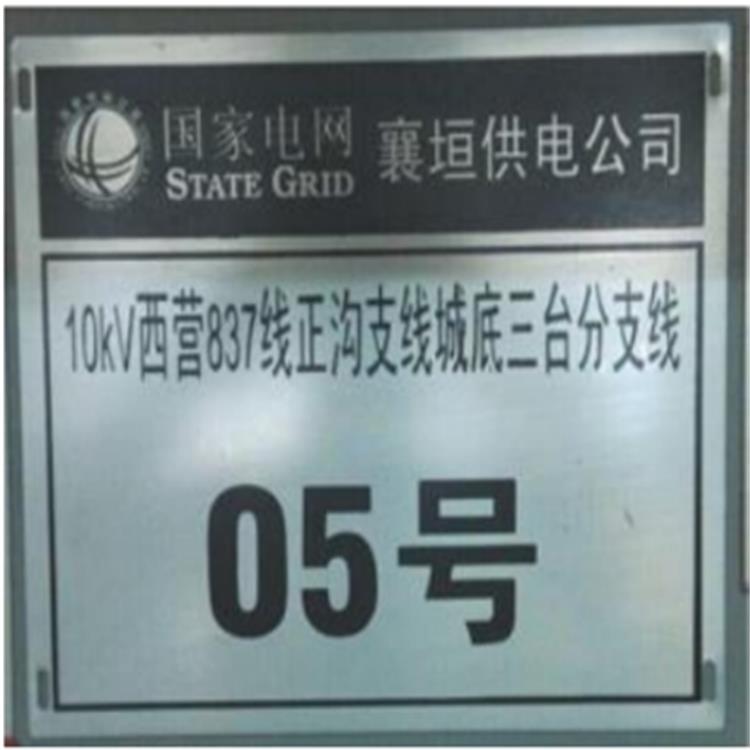 国家电网 襄垣供电公司
STATE GRID
10kV西营837线正沟支线城底三台分支线
05号